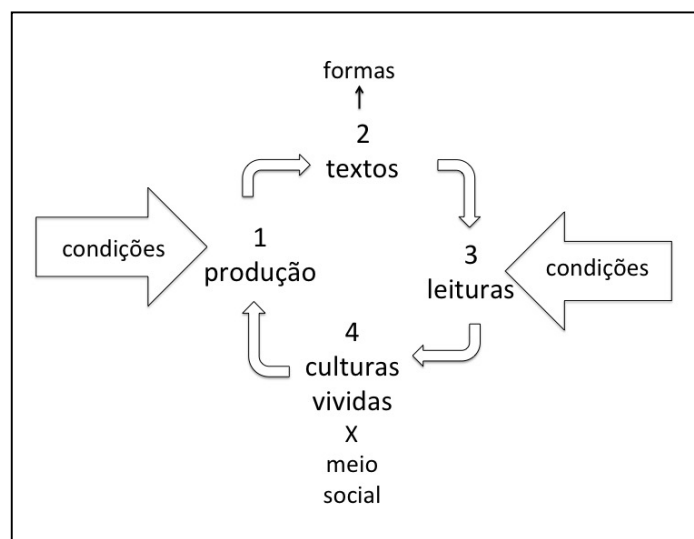 formas
2
textos
condições
1
produção
3
leituras
condições
4
culturas
vividas
X
meio
social